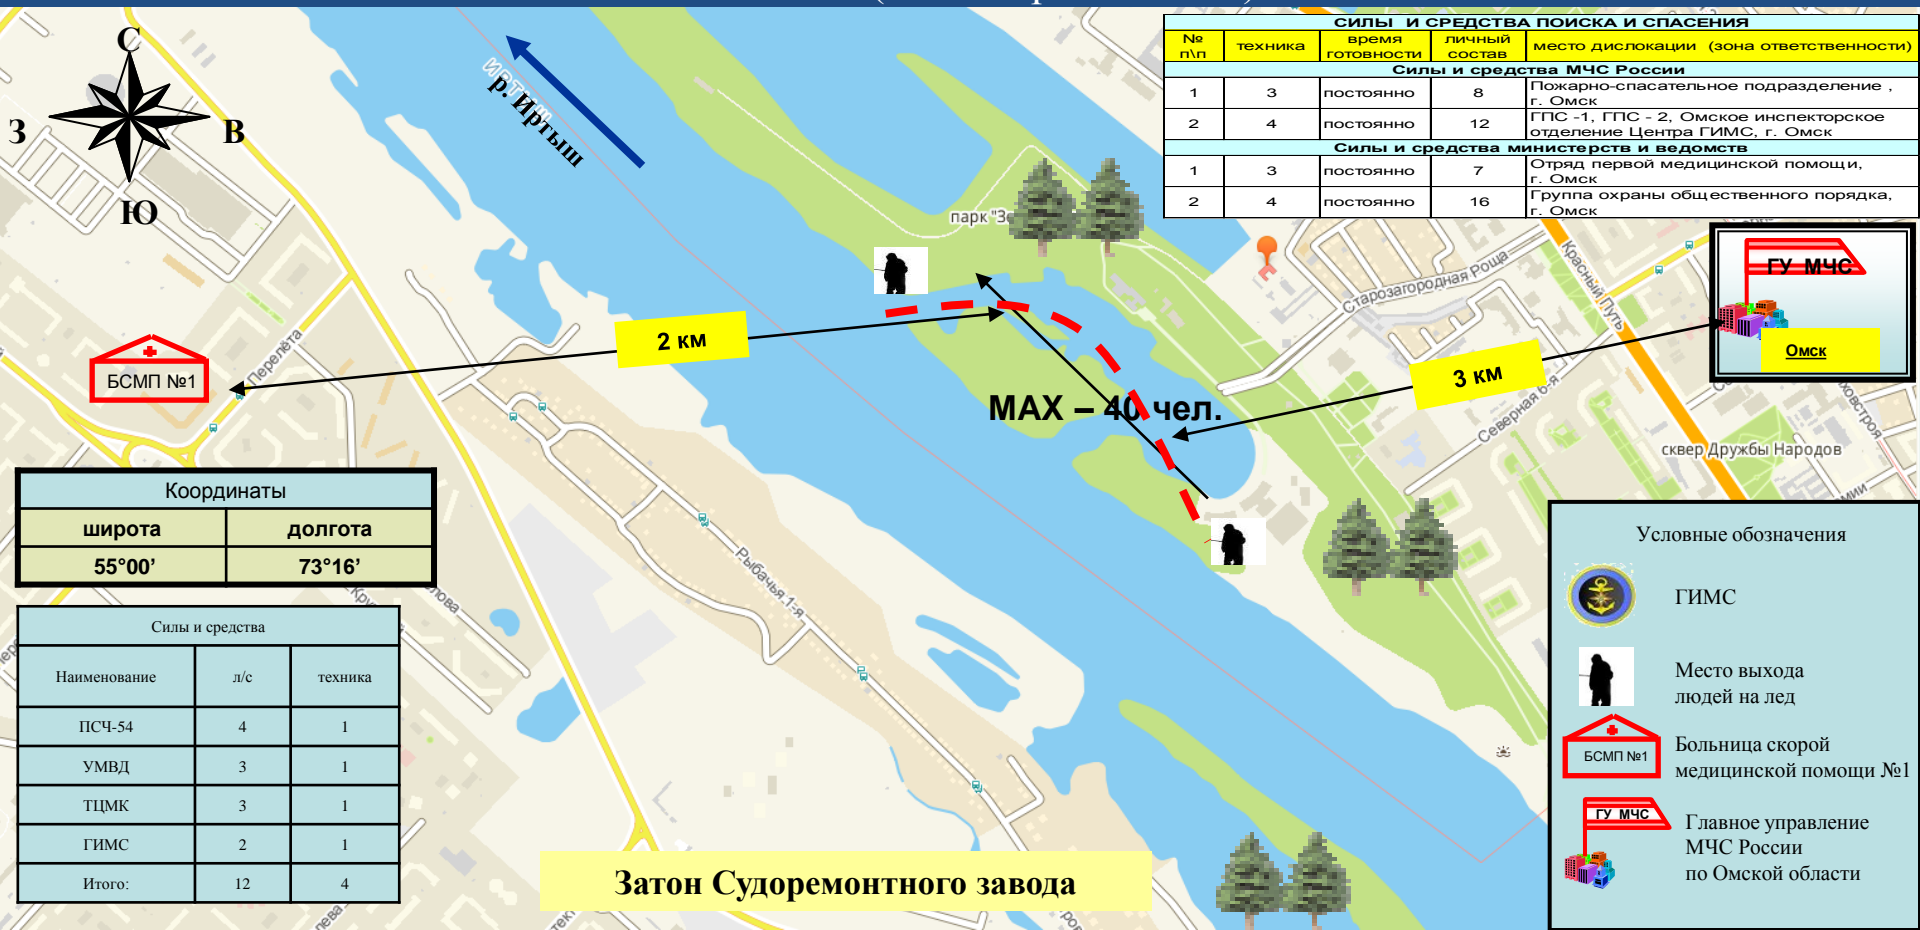 СИЛЫ И СРЕДСТВА ПОИСКА И СПАСЕНИЯ
№ п\п техника время готовности личный состав место дислокации (зона ответственности)
Силы и средства МЧС России
1 3 постоянно 8 Пожарно-спасательное подразделение , г. Омск
2 4 постоянно 12 ГПС -1, ГПС - 2, Омское инспекторское отделение Центра ГИМС, г. Омск
Силы и средства министерств и ведомств
1 3 постоянно 7 Отряд первой медицинской помощи, г. Омск
2 4 постоянно 16 Группа охраны общественного порядка, г. Омск
С
З
В
Ю
ИРТЫШ
р. Иртыш
парк "Зе
Старозагородная Роща
Красный Путь
ГУ МЧС
Омск
2 км
3 км
БСМП №1
Перелёта
МАХ – 40 чел.
Северная 6-я
сквер Дружбы Народов
Координаты
широта долгота
55°00’ 73°16’
Рыбачья 1-я
Силы и средства
Наименование л/с техника
ПСЧ-54 4 1
УМВД 3 1
ТЦМК 3 1
ГИМС 2 1
Итого: 12 4
Затон Судоремонтного завода
Условные обозначения
ГИМС
Место выхода
людей на лед
БСМП №1
Больница скорой
медицинской помощи №1
ГУ МЧС
Главное управление
МЧС России
по Омской области